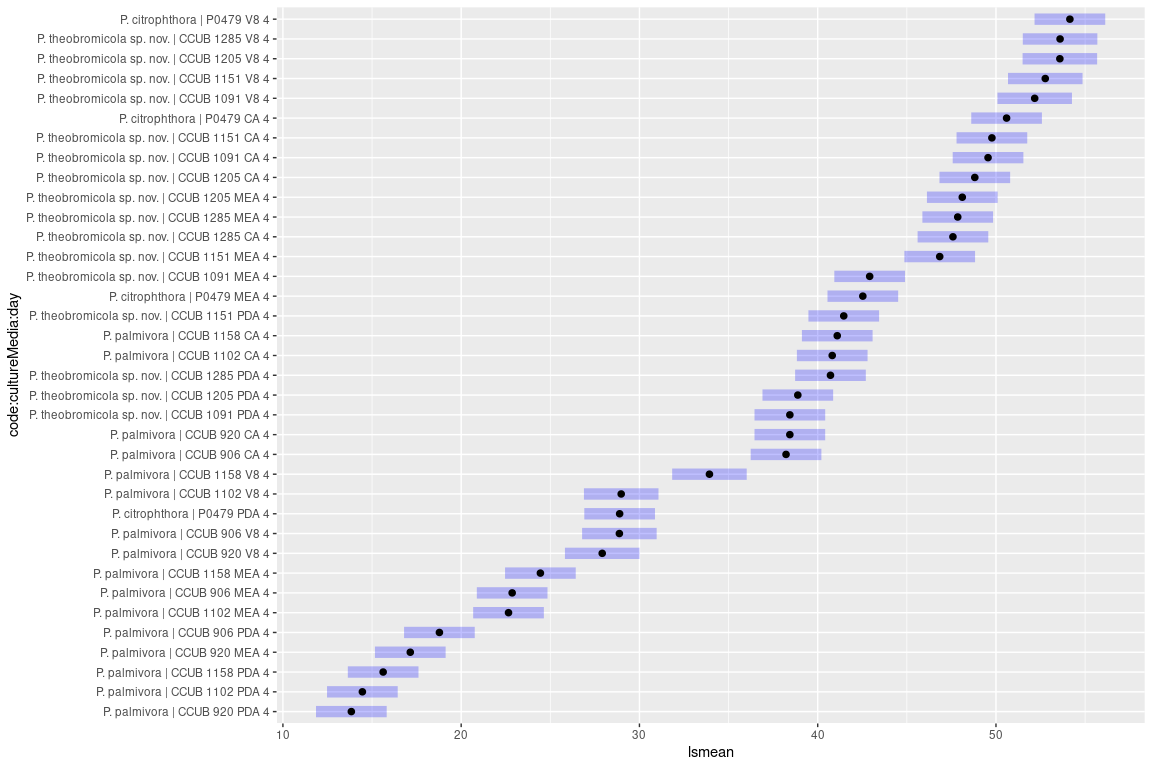 P. citrophthora | P0479 V8 4
P. theobromicola sp. nov. | CCUB 1285 V8 4
P. theobromicola sp. nov. | CCUB 1205 V8 4
P. theobromicola sp. nov. | CCUB 1151 V8 4
P. theobromicola sp. nov. | CCUB 1091 V8 4
P. citrophthora | P0479 CA 4
P. theobromicola sp. nov. | CCUB 1151 CA 4
P. theobromicola sp. nov. | CCUB 1091 CA 4
P. theobromicola sp. nov. | CCUB 1205 CA 4
P. theobromicola sp. nov. | CCUB 1205 MEA 4
P. theobromicola sp. nov. | CCUB 1285 MEA 4
P. theobromicola sp. nov. | CCUB 1285 CA 4
P. theobromicola sp. nov. | CCUB 1151 MEA 4
P. theobromicola sp. nov. | CCUB 1091 MEA 4
P. citrophthora | P0479 MEA 4
P. theobromicola sp. nov. | CCUB 1151 PDA 4
P. palmivora | CCUB 1158 CA 4
P. palmivora | CCUB 1102 CA 4
P. theobromicola sp. nov. | CCUB 1285 PDA 4
P. theobromicola sp. nov. | CCUB 1205 PDA 4
P. theobromicola sp. nov. | CCUB 1091 PDA 4
P. palmivora | CCUB 920 CA 4
P. palmivora | CCUB 906 CA 4
P. palmivora | CCUB 1158 V8 4
P. palmivora | CCUB 1102 V8 4
P. citrophthora | P0479 PDA 4
P. palmivora | CCUB 906 V8 4
P. palmivora | CCUB 920 V8 4
P. palmivora | CCUB 1158 MEA 4
P. palmivora | CCUB 906 MEA 4
P. palmivora | CCUB 1102 MEA 4
P. palmivora | CCUB 906 PDA 4
P. palmivora | CCUB 920 MEA 4
P. palmivora | CCUB 1158 PDA 4
P. palmivora | CCUB 1102 PDA 4
P. palmivora | CCUB 920 PDA 4
code:cultureMedia:day
10 20 30 40 50
lsmean